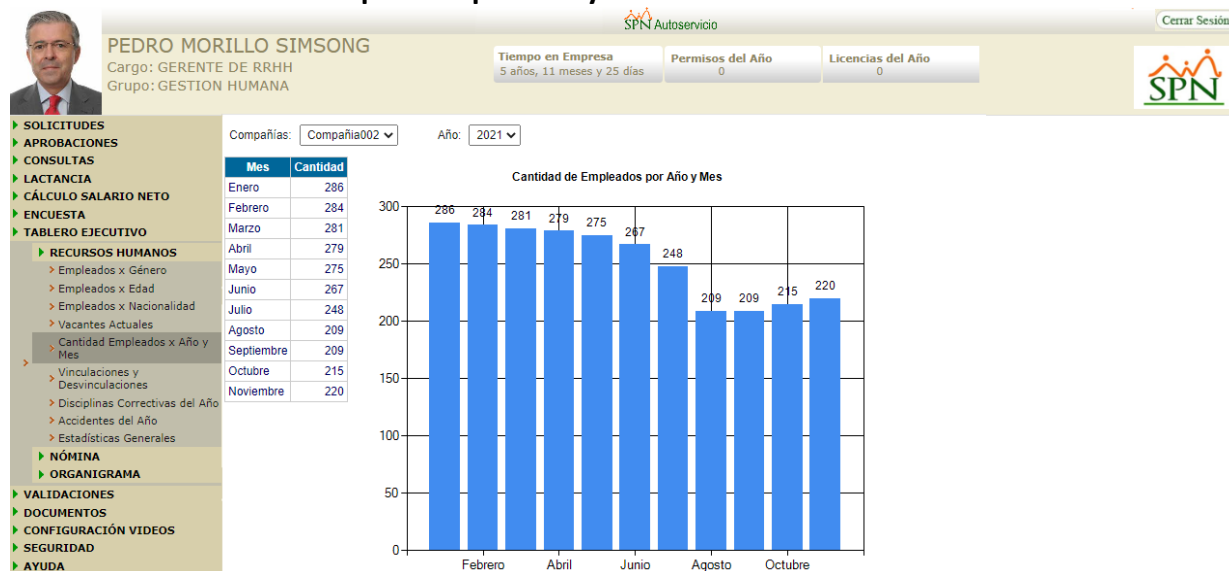 SPN Autoservicio
Cerrar Sesión
PEDRO MORILLO SIMSONG
Cargo: GERENTE DE RRHH
Grupo: GESTION HUMANA
Tiempo en Empresa
5 años, 11 meses y 25 días
Permisos del Año
0
Licencias del Año
0
SPN
SOLICITUDES
APROBACIONES
CONSULTAS
LACTANCIA
CÁLCULO SALARIO NETO
ENCUESTA
TABLERO EJECUTIVO
RECURSOS HUMANOS
Empleados x Género
Empleados x Edad
Empleados x Nacionalidad
Vacantes Actuales
Cantidad Empleados x Año y
Mes
Vinculaciones y
Desvinculaciones
Disciplinas Correctivas del Año
Accidentes del Año
Estadísticas Generales
NÓMINA
ORGANIGRAMA
VALIDACIONES
DOCUMENTOS
CONFIGURACIÓN VIDEOS
SEGURIDAD
AYUDA
Compañías: Compañia002 Año: 2021
Mes Cantidad
Enero 286
Febrero 284
Marzo 281
Abril 279
Mayo 275
Junio 267
Julio 248
Agosto 209
Septiembre 209
Octubre 215
Noviembre 220
Cantidad de Empleados por Año y Mes
300
250
200
150
100
50
0
286 284 281 279 275 267 248 209 209 215 220
Febrero Abril Junio Agosto Octubre